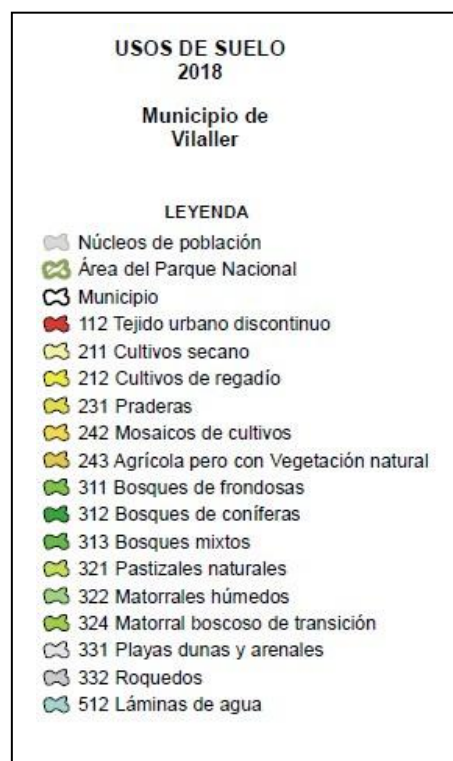 USOS DE SUELO
2018
Municipio de
Vilaller
LEYENDA
Núcleos de población
Área del Parque Nacional
Municipio
112 Tejido urbano discontinuo
211 Cultivos secano
212 Cultivos de regadío
231 Praderas
242 Mosaicos de cultivos
243 Agrícola pero con Vegetación natural
311 Bosques de frondosas
312 Bosques de coníferas
313 Bosques mixtos
321 Pastizales naturales
322 Matorrales húmedos
324 Matorral boscoso de transición
331 Playas dunas y arenales
332 Roquedos
512 Láminas de agua